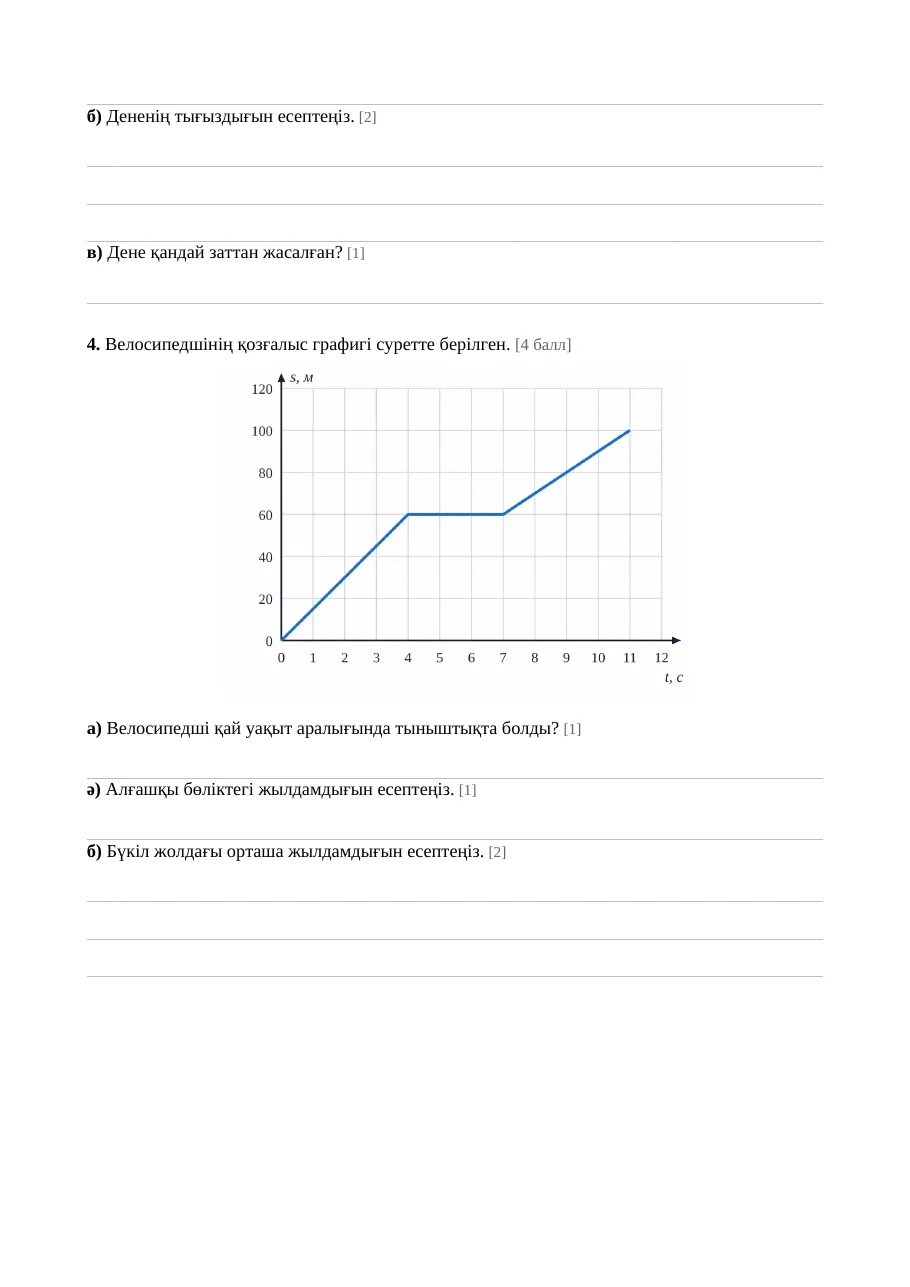 б) Дененің тығыздығын есептеңіз. [2]
в) Дене қандай заттан жасалған? [1]
4. Велосипедшінің қозғалыс графигі суретте берілген. [4 балл]
s, м
120
100
80
60
40
20
0
0 1 2 3 4 5 6 7 8 9 10 11 12
t, с
а) Велосипедші қай уақыт аралығында тыныштықта болды? [1]
ә) Алғашқы бөліктегі жылдамдығын есептеңіз. [1]
б) Бүкіл жолдағы орташа жылдамдығын есептеңіз. [2]